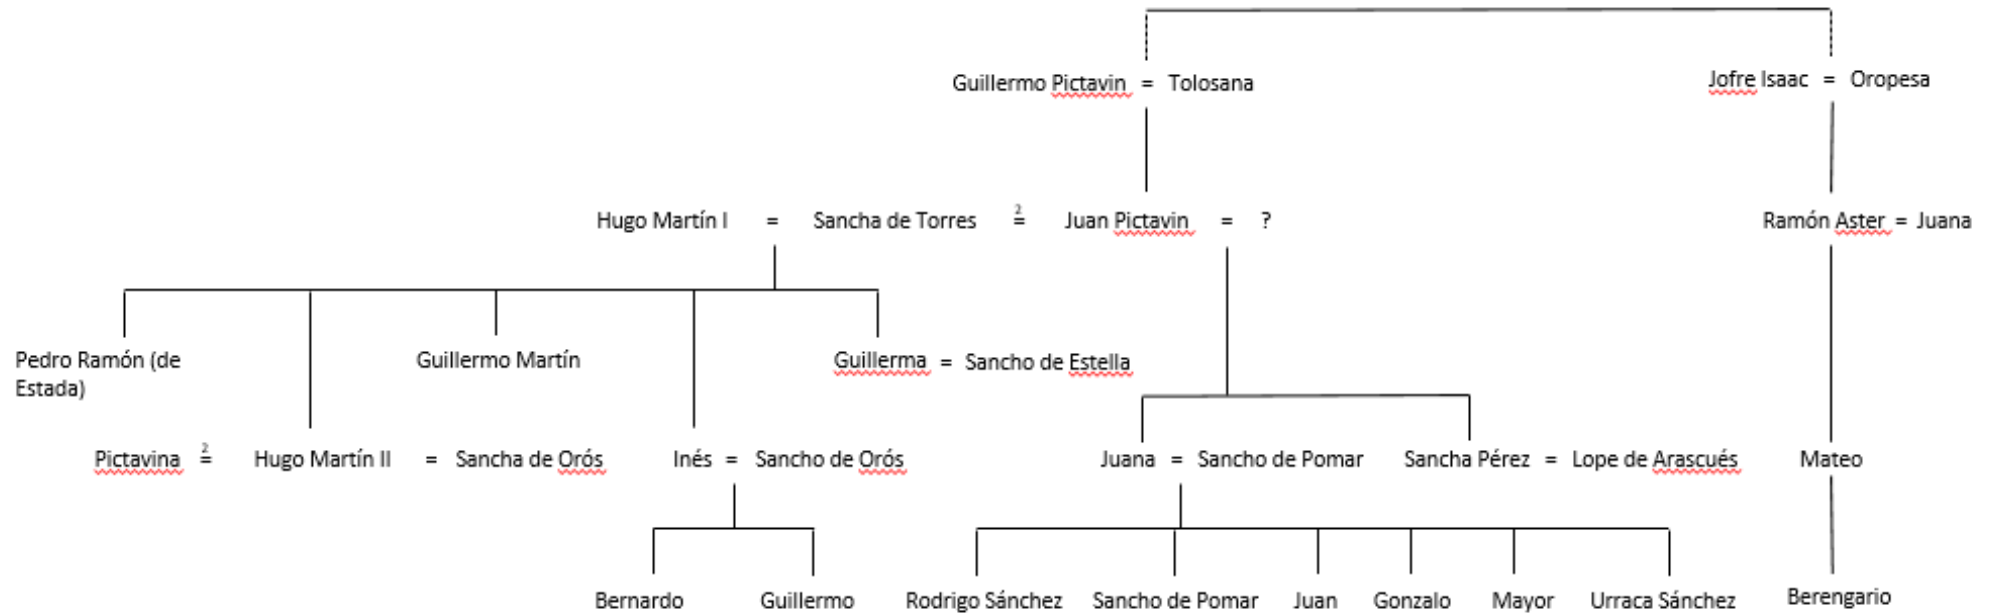 Guillermo Pictavin = Tolosana Jofre Isaac = Oropesa
Hugo Martín I = Sancha de Torres 2 = Juan Pictavin = ? Ramón Aster = Juana
Pedro Ramón (de Guillermo Martín Guillerma = Sancho de Estella
Estada)
Pictavina 2 = Hugo Martín II = Sancha de Orós Inés = Sancho de Orós Juana = Sancho de Pomar Sancha Pérez = Lope de Arascués Mateo
Bernardo Guillermo Rodrigo Sánchez Sancho de Pomar Juan Gonzalo Mayor Urraca Sánchez Berengario